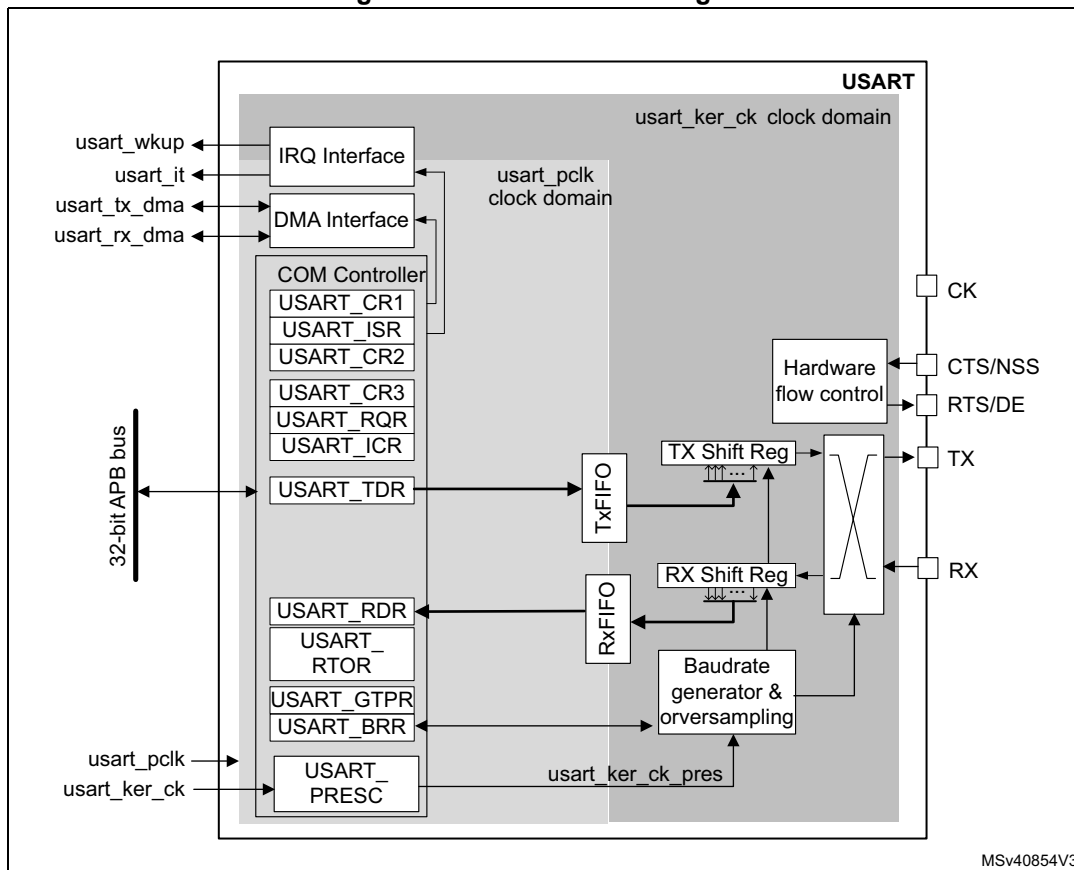 USART
usart_ker_ck clock domain
usart_wkup
IRQ Interface
usart_it
usart_pclk
clock domain
usart_tx_dma
DMA Interface
usart_rx_dma
COM Controller
USART_CR1
USART_ISR
USART_CR2
USART_CR3
USART_RQR
USART_ICR
USART_TDR
32-bit APB bus
TxFIFO
TX Shift Reg
...
Hardware
flow control
CK
CTS/NSS
RTS/DE
TX
RX
RX Shift Reg
...
RxFIFO
USART_RDR
USART_
RTOR
USART_GTPR
USART_BRR
Baudrate
generator &
orversampling
usart_pclk
usart_ker_ck
USART_
PRESC
usart_ker_ck_pres
MSv40854V3